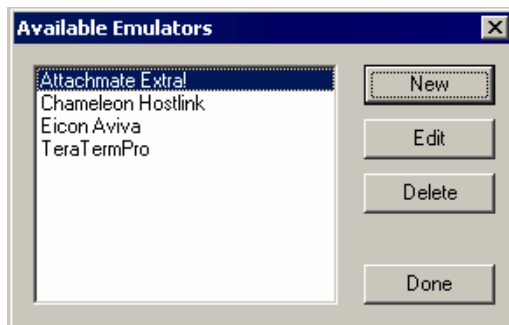 Available Emulators
Attachmate Extra!
Chameleon Hostlink
Eicon Aviva
TeraTermPro
New
Edit
Delete
Done